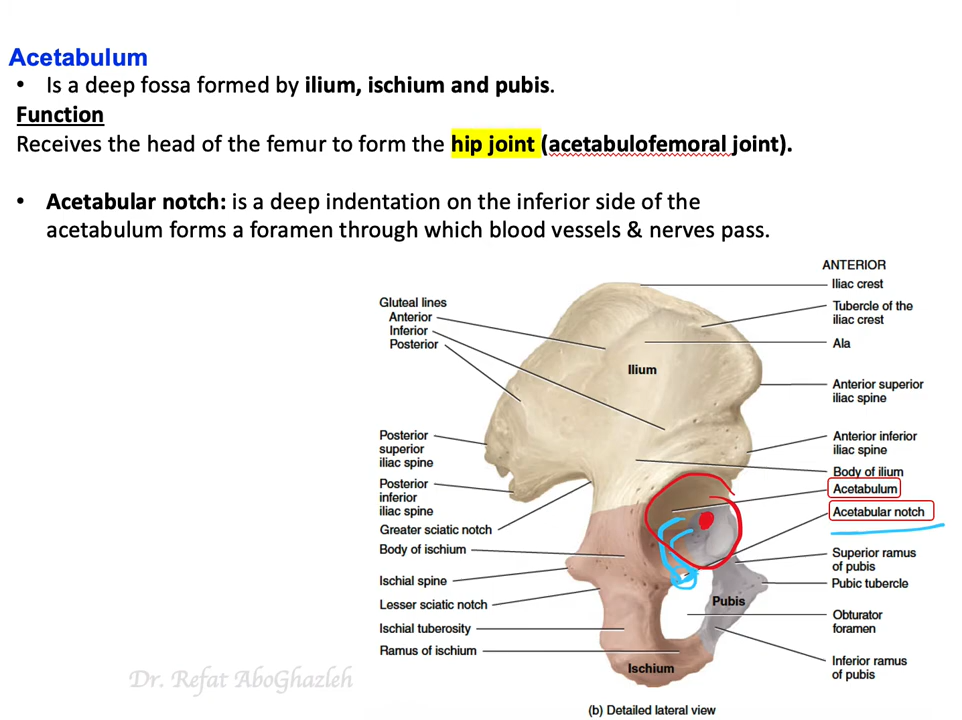 Acetabulum
• Is a deep fossa formed by ilium, ischium and pubis.
Function
Receives the head of the femur to form the hip joint (acetabulofemoral joint).
• Acetabular notch: is a deep indentation on the inferior side of the
acetabulum forms a foramen through which blood vessels & nerves pass.
ANTERIOR
Iliac crest
Tubercle of the
iliac crest
Ala
Anterior superior
iliac spine
Anterior inferior
iliac spine
Body of ilium
Acetabulum
Acetabular notch
Superior ramus
of pubis
Pubic tubercle
Obturator
foramen
Inferior ramus
of pubis
Gluteal lines
Anterior
Inferior
Posterior
Posterior
superior
iliac spine
Posterior
inferior
iliac spine
Greater sciatic notch
Body of ischium
Ischial spine
Lesser sciatic notch
Ischial tuberosity
Ramus of ischium
Ilium
Pubis
Ischium
Dr. Refat AboGhazleh
(b) Detailed lateral view